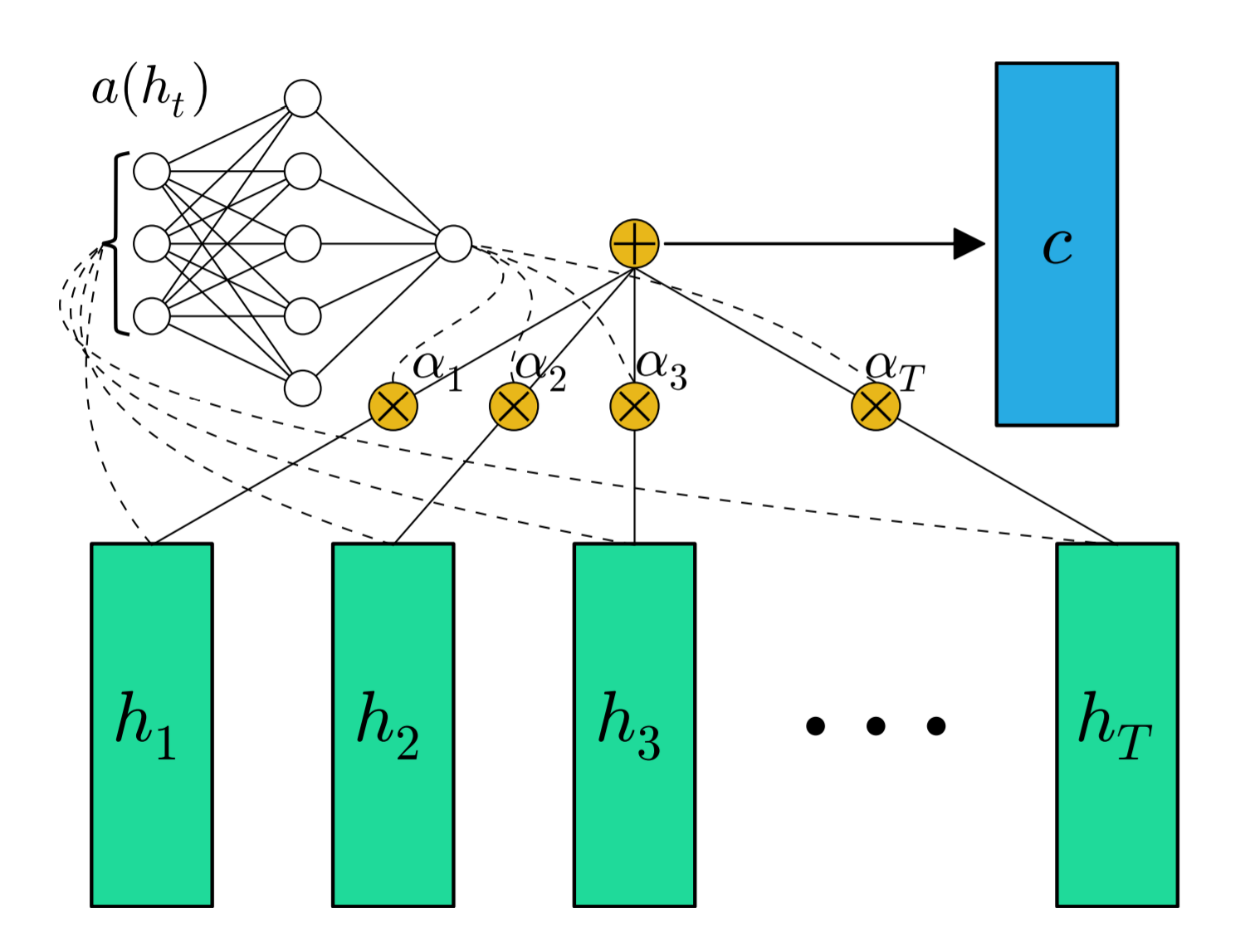 a(h_t)
c
α_1 α_2 α_3 α_T
h_1 h_2 h_3 • • • h_T